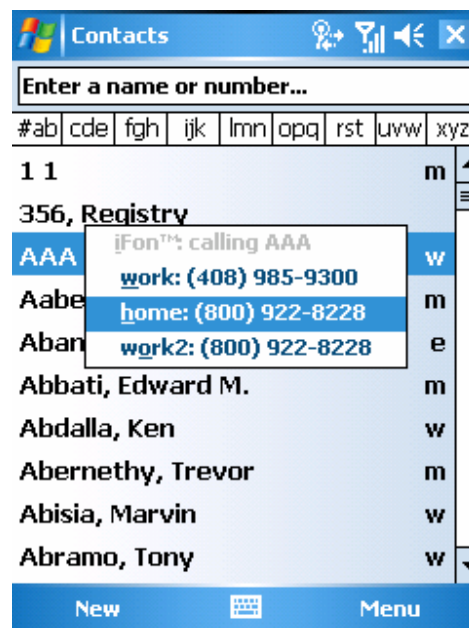 Contacts
Enter a name or number...
#ab cde fgh ijk lmn opq rst uvw xyz
1 1 m
356, Registry
AAA w
iFon™: calling AAA
work: (408) 985-9300
home: (800) 922-8228
work2: (800) 922-8228
Aabe m
Aban e
Abbati, Edward M. m
Abdalla, Ken w
Abernethy, Trevor m
Abisia, Marvin w
Abramo, Tony w
New Menu